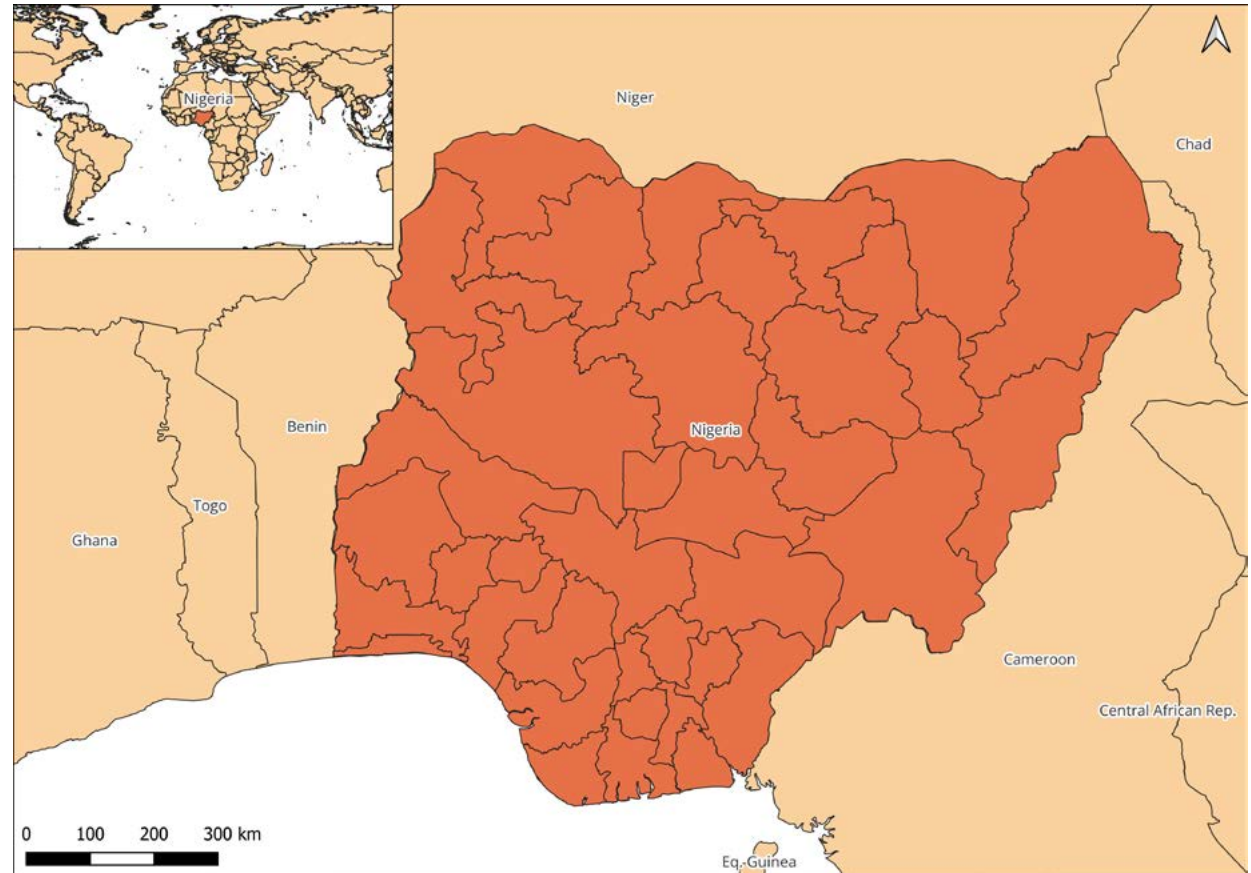 Nigeria
Niger
Chad
Nigeria
Benin
Togo
Ghana
Cameroon
Central African Rep.
0 100 200 300 km
Eq. Guinea